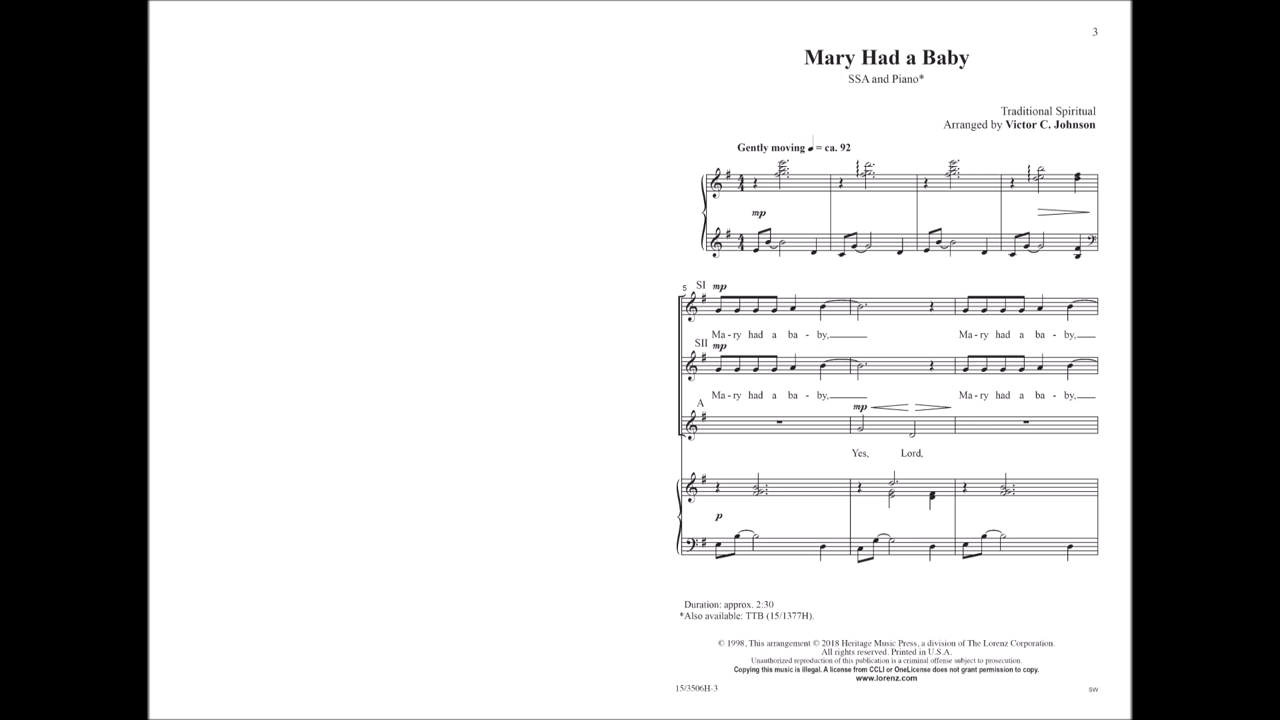 3
Mary Had a Baby
SSA and Piano*
Traditional Spiritual
Arranged by Victor C. Johnson
Gently moving ♩ = ca. 92
mp
5 SI mp
Ma - ry had a ba - by, Ma - ry had a ba - by,
SII mp
Ma - ry had a ba - by, Ma - ry had a ba - by,
A mp
Yes, Lord,
p
Duration: approx. 2:30
*Also available: TTB (15/1377H).
© 1998, This arrangement © 2018 Heritage Music Press, a division of The Lorenz Corporation.
All rights reserved. Printed in U.S.A.
Unauthorized reproduction of this publication is a criminal offense subject to prosecution.
Copying this music is illegal. A license from CCLI or OneLicense does not grant permission to copy.
www.lorenz.com
15/3506H-3
SW